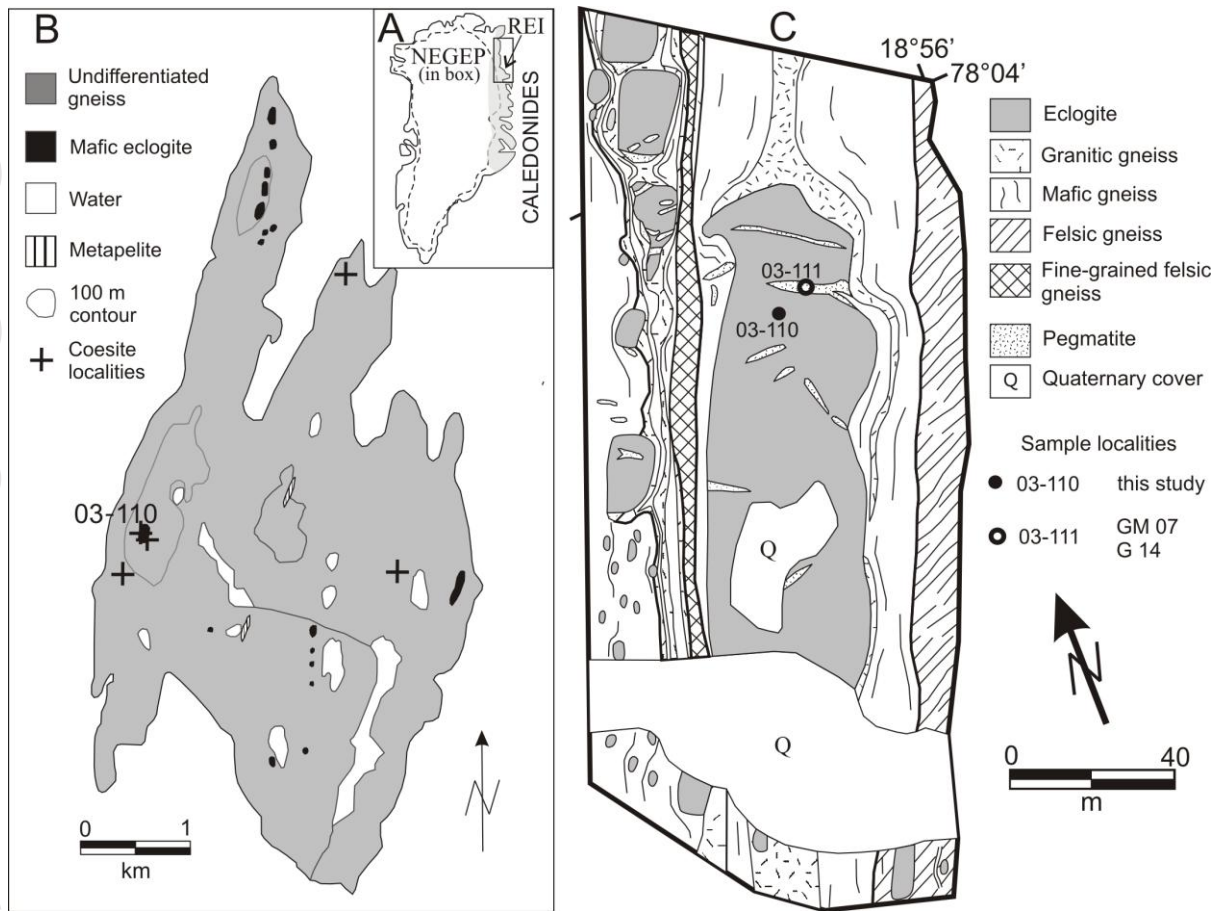 B
Undifferentiated
gneiss
Mafic eclogite
Water
Metapelite
100 m
contour
Coesite
localities
03-110
0 1
km
N
A
REI
NEGEP
(in box)
CALEDONIDES
C
18°56’
78°04’
03-111
03-110
Q
Q
Eclogite
Granitic gneiss
Mafic gneiss
Felsic gneiss
Fine-grained felsic
gneiss
Pegmatite
Q Quaternary cover
Sample localities
03-110 this study
03-111 GM 07
G 14
N
0 40
m